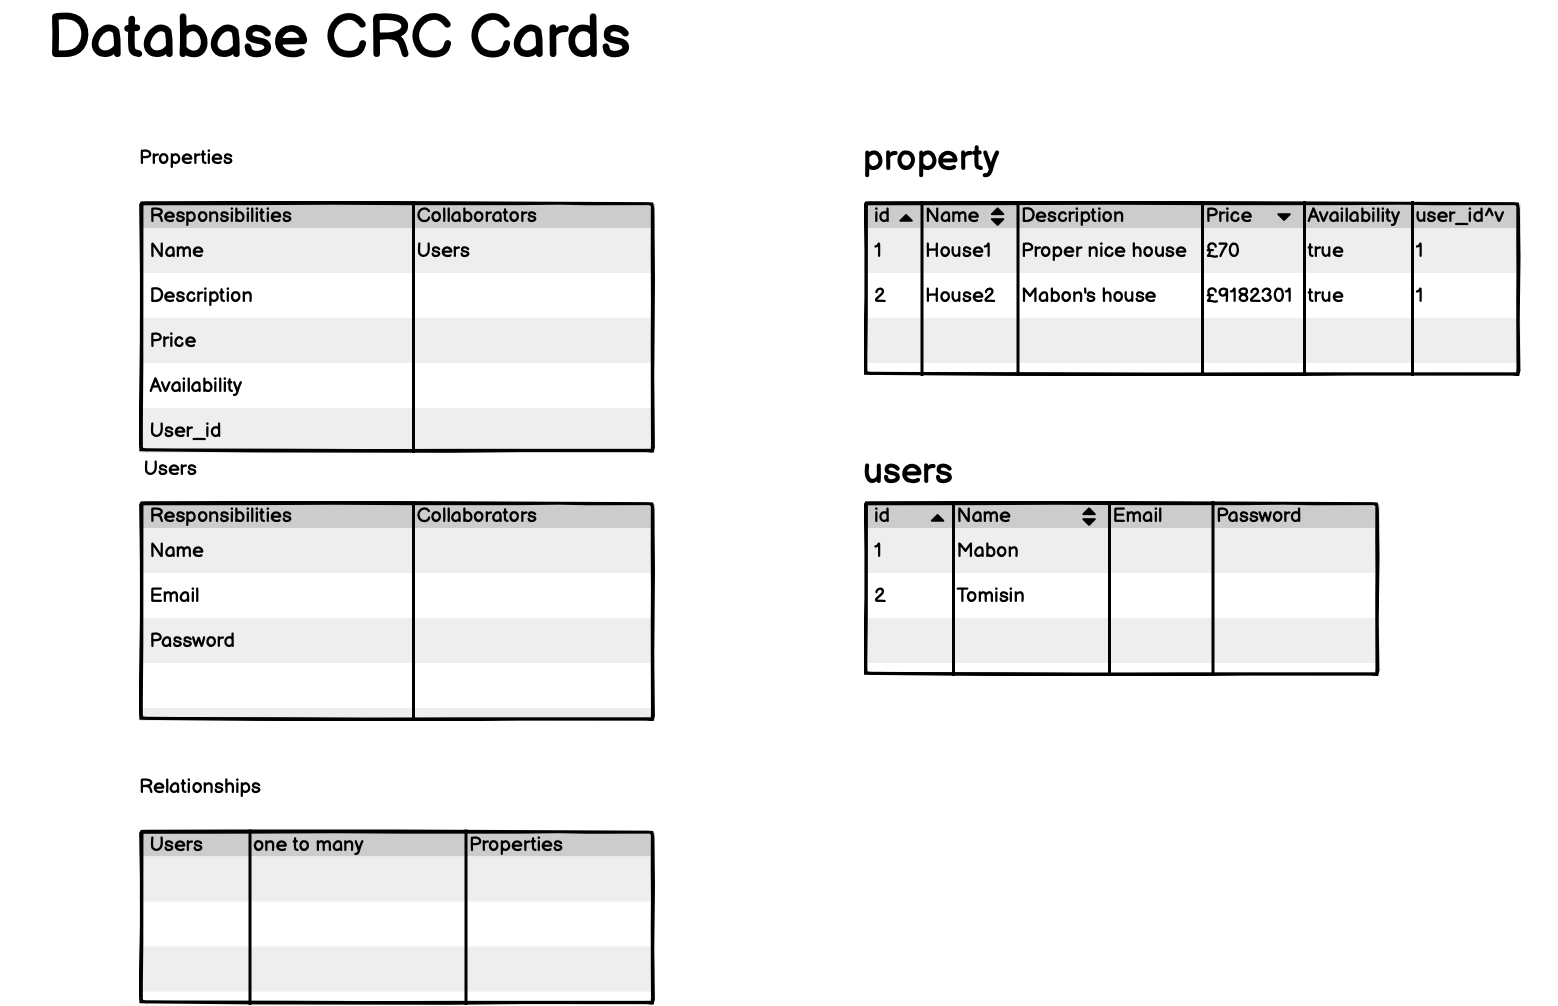 Database CRC Cards
Properties
Responsibilities Collaborators
Name Users
Description
Price
Availability
User_id
Users
Responsibilities Collaborators
Name
Email
Password
Relationships
Users one to many Properties
property
id Name Description Price Availability user_id^v
1 House1 Proper nice house £70 true 1
2 House2 Mabon's house £9182301 true 1
users
id Name Email Password
1 Mabon
2 Tomisin